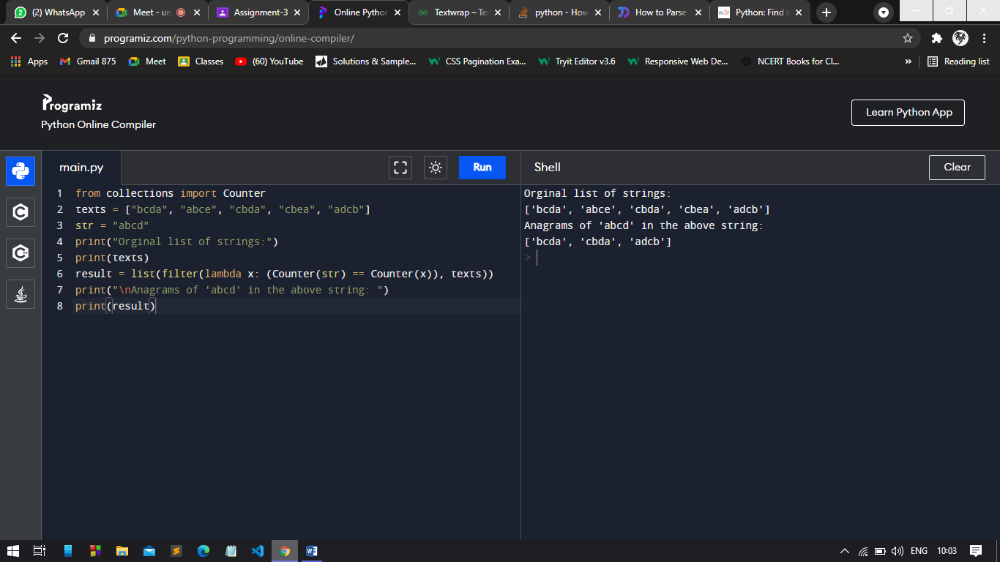 (2) WhatsApp
Meet - un
Assignment-3
Online Python
Textwrap – Te
python - How
How to Parse
Python: Find a
programiz.com/python-programming/online-compiler/
Apps
Gmail 875
Meet
Classes
(60) YouTube
Solutions & Sample...
CSS Pagination Exa...
Tryit Editor v3.6
Responsive Web De...
NCERT Books for Cl...
»
Reading list
Programiz
Python Online Compiler
Learn Python App
main.py
Run
Shell
Clear
1 from collections import Counter
2 texts = ["bcda", "abce", "cbda", "cbea", "adcb"]
3 str = "abcd"
4 print("Orginal list of strings:")
5 print(texts)
6 result = list(filter(lambda x: (Counter(str) == Counter(x)), texts))
7 print("\nAnagrams of 'abcd' in the above string: ")
8 print(result)
Orginal list of strings:
['bcda', 'abce', 'cbda', 'cbea', 'adcb']
Anagrams of 'abcd' in the above string:
['bcda', 'cbda', 'adcb']
>
ENG
10:03